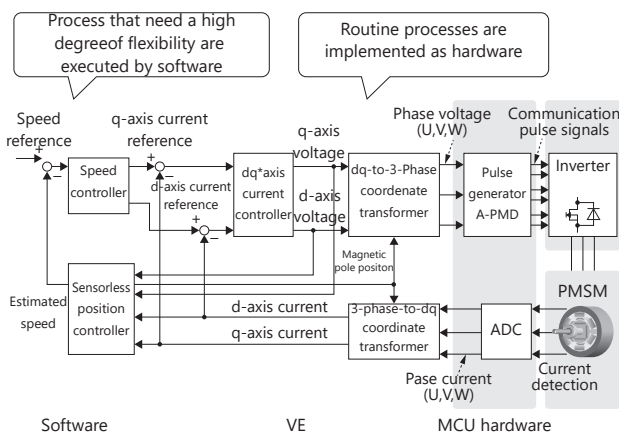 Process that need a high
degreeof flexibility are
executed by software
Routine processes are
implemented as hardware
Speed
reference
q-axis current
reference
q-axis
voltage
Phase voltage
(U,V,W)
Communication
pulse signals
+
−
Speed
controller
+
−
d-axis current
reference
+
−
dq*axis
current
controller
d-axis
voltage
dq-to-3-Phase
coordenate
transformer
Pulse
generator
A-PMD
Inverter
Magnetic
pole positon
Estimated
speed
Sensorless
position
controller
d-axis current
q-axis current
3-phase-to-dq
coordinate
transformer
ADC
PMSM
Current
detection
Pase current
(U,V,W)
Software
VE
MCU hardware